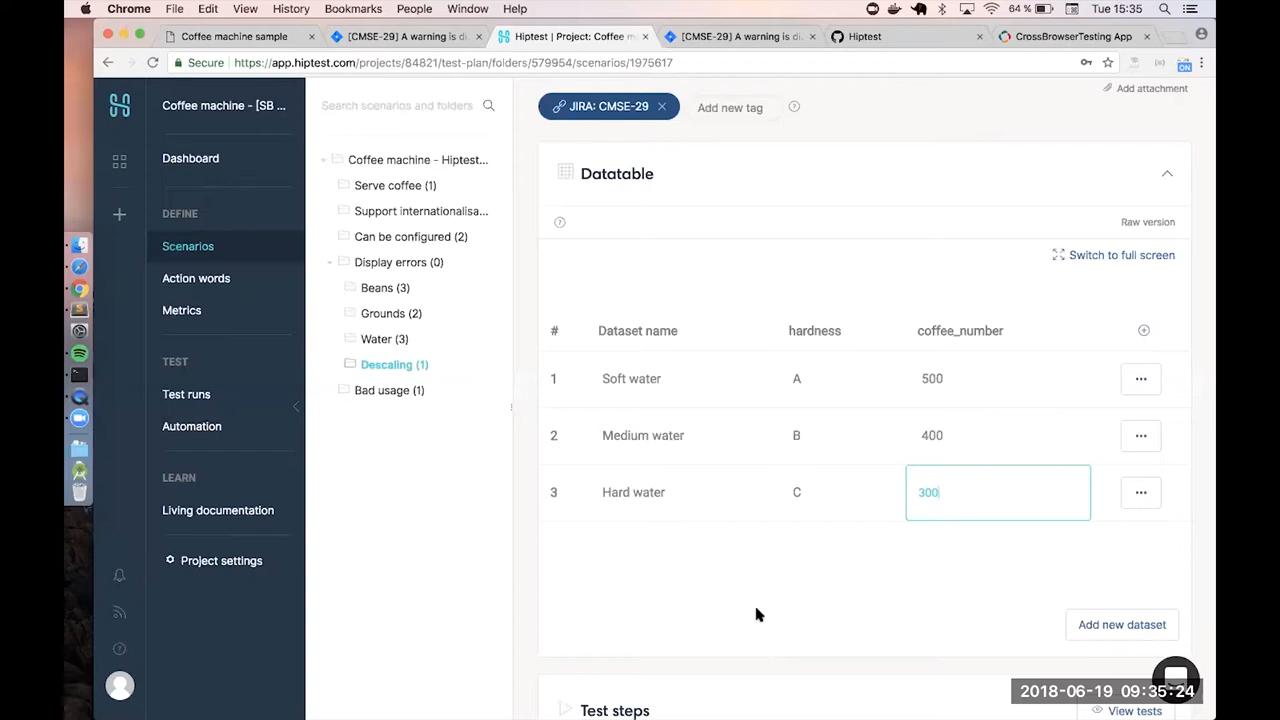 Chrome File Edit View History Bookmarks People Window Help 64 % Tue 15:35
Coffee machine sample [CMSE-29] A warning is di Hiptest | Project: Coffee m [CMSE-29] A warning is di Hiptest CrossBrowserTesting App
Secure https://app.hiptest.com/projects/84821/test-plan/folders/579954/scenarios/1975617
ON
Coffee machine - [SB ...
Dashboard
DEFINE
Scenarios
Action words
Metrics
TEST
Test runs
Automation
LEARN
Living documentation
Project settings
Search scenarios and folders
Coffee machine - Hiptest...
Serve coffee (1)
Support internationalisa...
Can be configured (2)
Display errors (0)
Beans (3)
Grounds (2)
Water (3)
Descaling (1)
Bad usage (1)
Add attachment
JIRA: CMSE-29 Add new tag
Datatable
Raw version
Switch to full screen
# Dataset name hardness coffee_number
1 Soft water A 500
2 Medium water B 400
3 Hard water C 300
Add new dataset
Test steps
View tests
2018-06-19 09:35:24